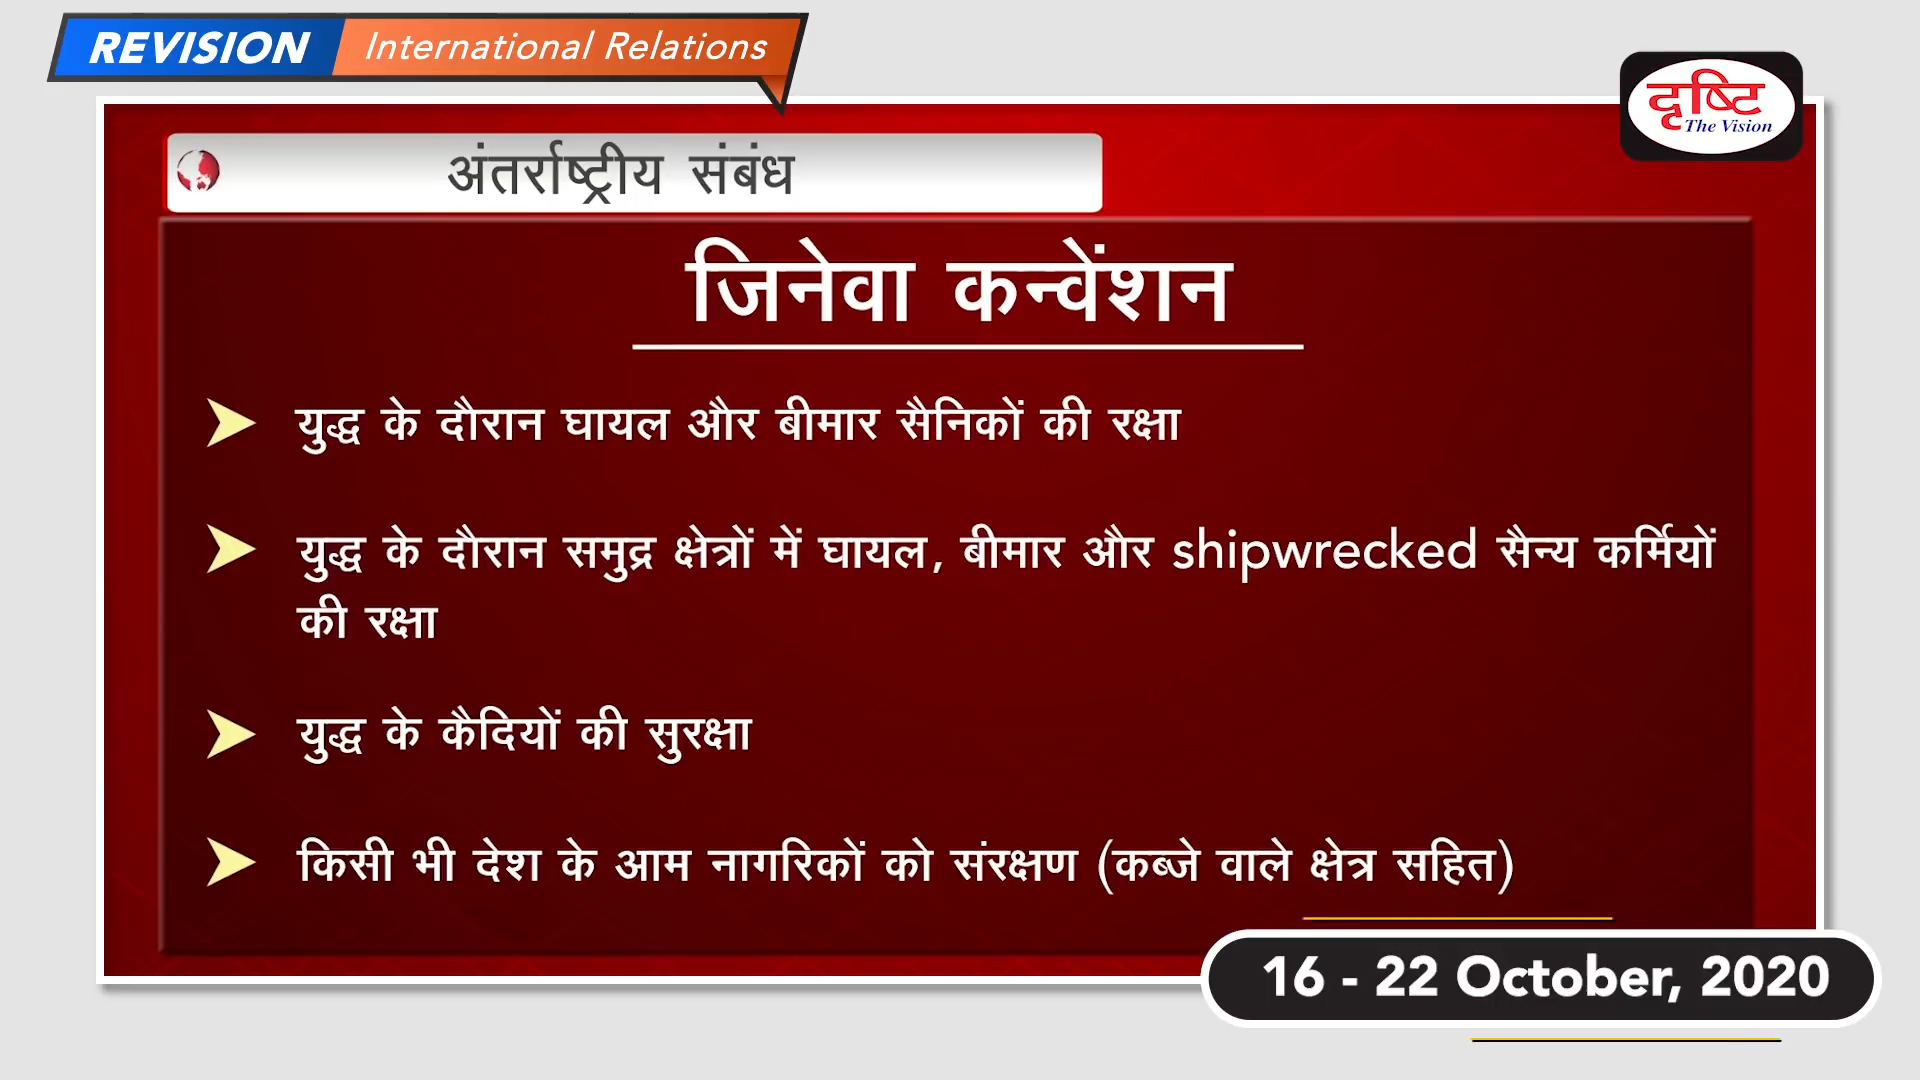 REVISION International Relations
दृष्टि
The Vision
अंतर्राष्ट्रीय संबंध
जिनेवा कन्वेंशन
युद्ध के दौरान घायल और बीमार सैनिकों की रक्षा
युद्ध के दौरान समुद्र क्षेत्रों में घायल, बीमार और shipwrecked सैन्य कर्मियों
की रक्षा
युद्ध के कैदियों की सुरक्षा
किसी भी देश के आम नागरिकों को संरक्षण (कब्जे वाले क्षेत्र सहित)
16 - 22 October, 2020